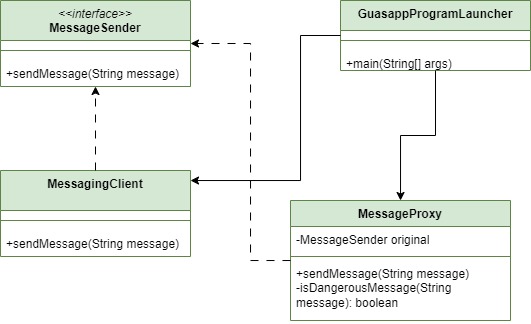 <<interface>>
MessageSender
+sendMessage(String message)
GuasappProgramLauncher
+main(String[] args)
MessagingClient
+sendMessage(String message)
MessageProxy
-MessageSender original
+sendMessage(String message)
-isDangerousMessage(String
message): boolean